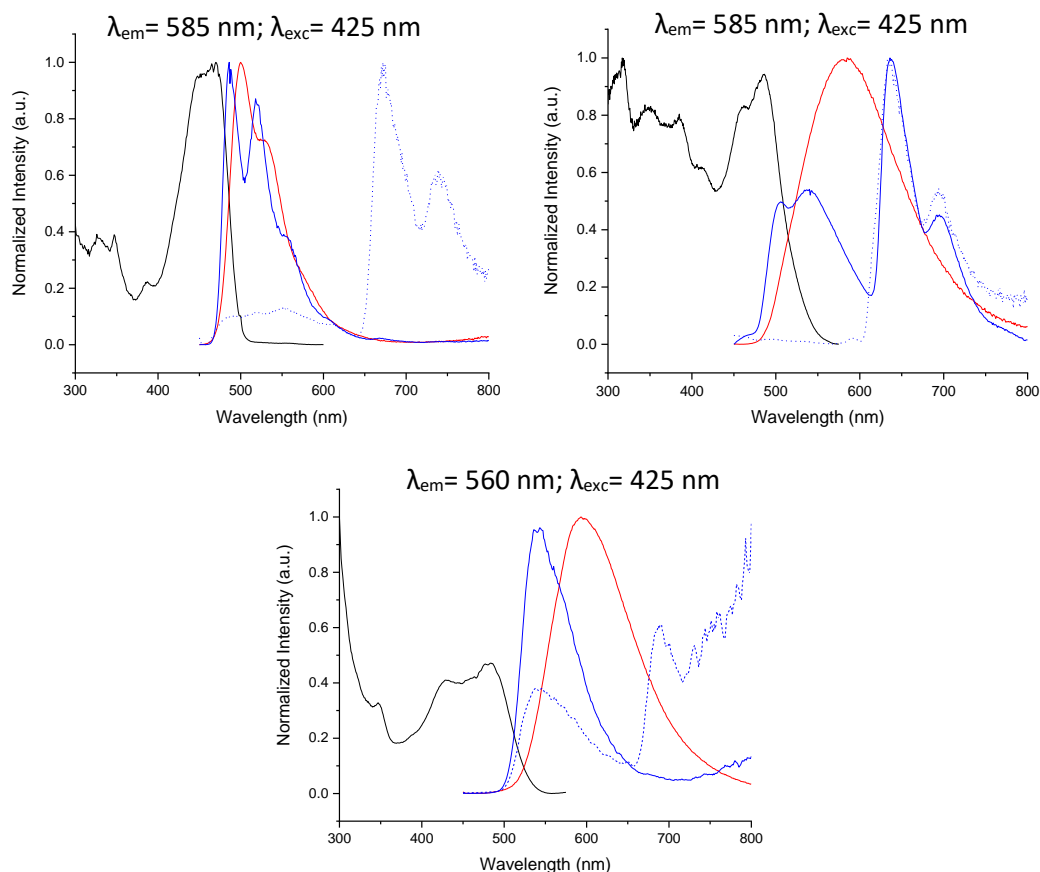 λem= 585 nm; λexc= 425 nm
1.0
0.8
0.6
0.4
0.2
0.0
Normalized Intensity (a.u.)
300 400 500 600 700 800
Wavelength (nm)
λem= 585 nm; λexc= 425 nm
1.0
0.8
0.6
0.4
0.2
0.0
Normalized Intensity (a.u.)
300 400 500 600 700 800
Wavelength (nm)
λem= 560 nm; λexc= 425 nm
1.0
0.8
0.6
0.4
0.2
0.0
Normalized Intensity (a.u.)
300 400 500 600 700 800
Wavelength (nm)